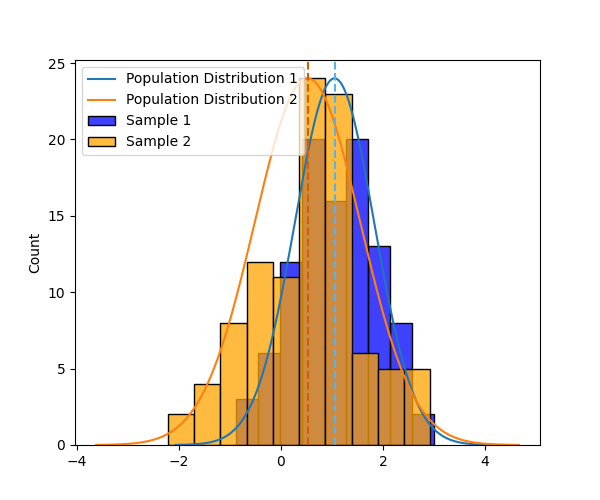 Population Distribution 1
Population Distribution 2
Sample 1
Sample 2
25
20
15
10
5
0
Count
−4
−2
0
2
4